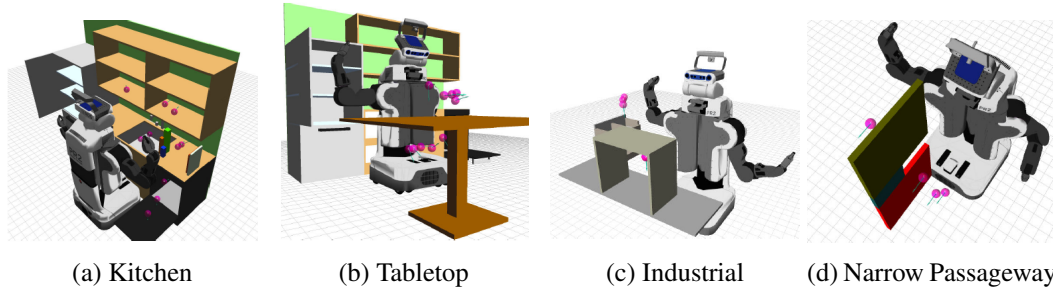 (a) Kitchen
(b) Tabletop
(c) Industrial
(d) Narrow Passageway